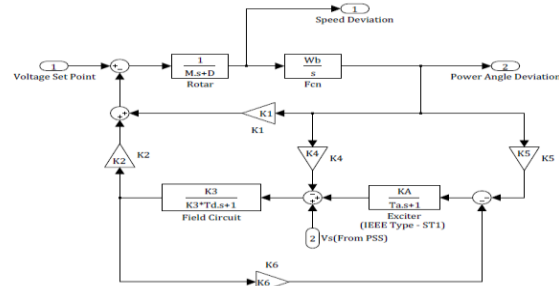 1
Speed Deviation
1
Voltage Set Point
1
M.s+D
Rotar
Wb
s
Fcn
2
Power Angle Deviation
K1
K1
K2
K2
K4
K4
K5
K5
K3
K3*Td.s+1
Field Circuit
KA
Ta.s+1
Exciter
(IEEE Type - ST1)
2
Vs(From PSS)
K6
K6